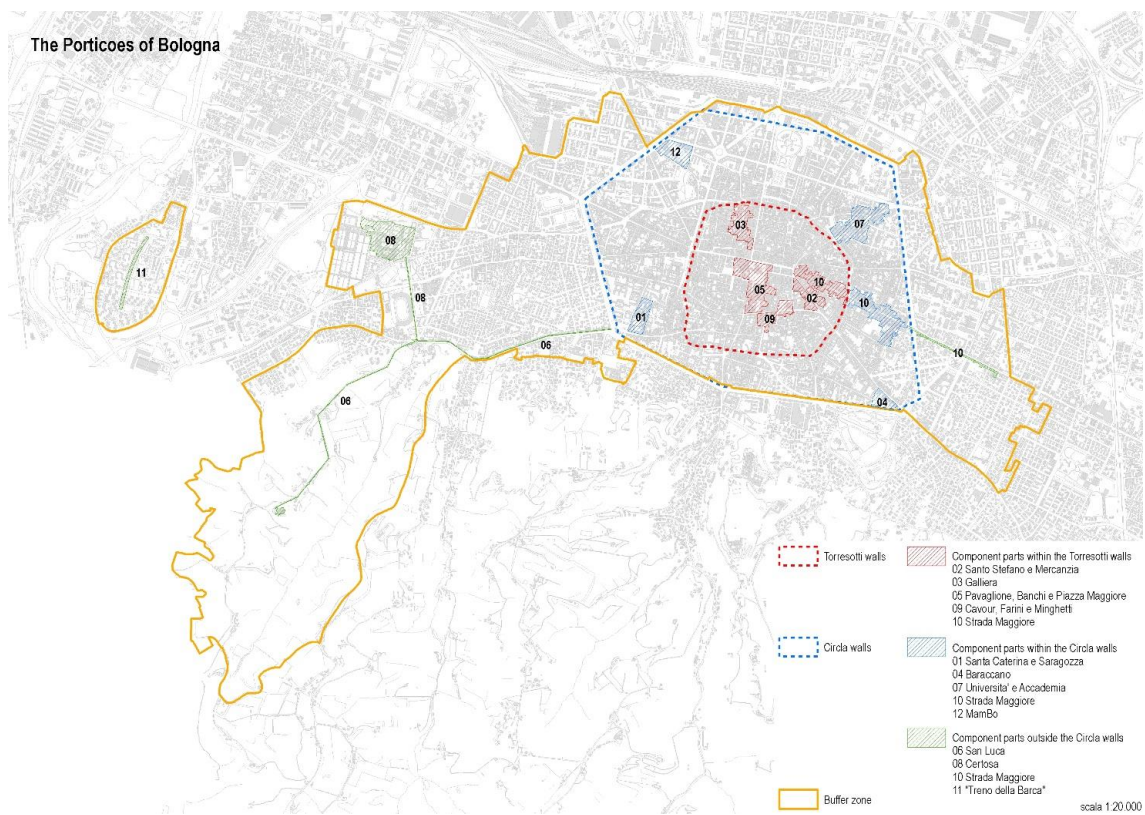 The Porticoes of Bologna
12
07
03
08
11
10
05
02
10
08
09
01
06
10
06
04
Torresotti walls
Component parts within the Torresotti walls
02 Santo Stefano e Mercanzia
03 Galliera
05 Pavaglione, Banchi e Piazza Maggiore
09 Cavour, Farini e Minghetti
10 Strada Maggiore
Circla walls
Component parts within the Circla walls
01 Santa Caterina e Saragozza
04 Baraccano
07 Universita' e Accademia
10 Strada Maggiore
12 MamBo
Component parts outside the Circla walls
06 San Luca
08 Certosa
10 Strada Maggiore
11 "Treno della Barca"
Buffer zone
scala 1:20.000